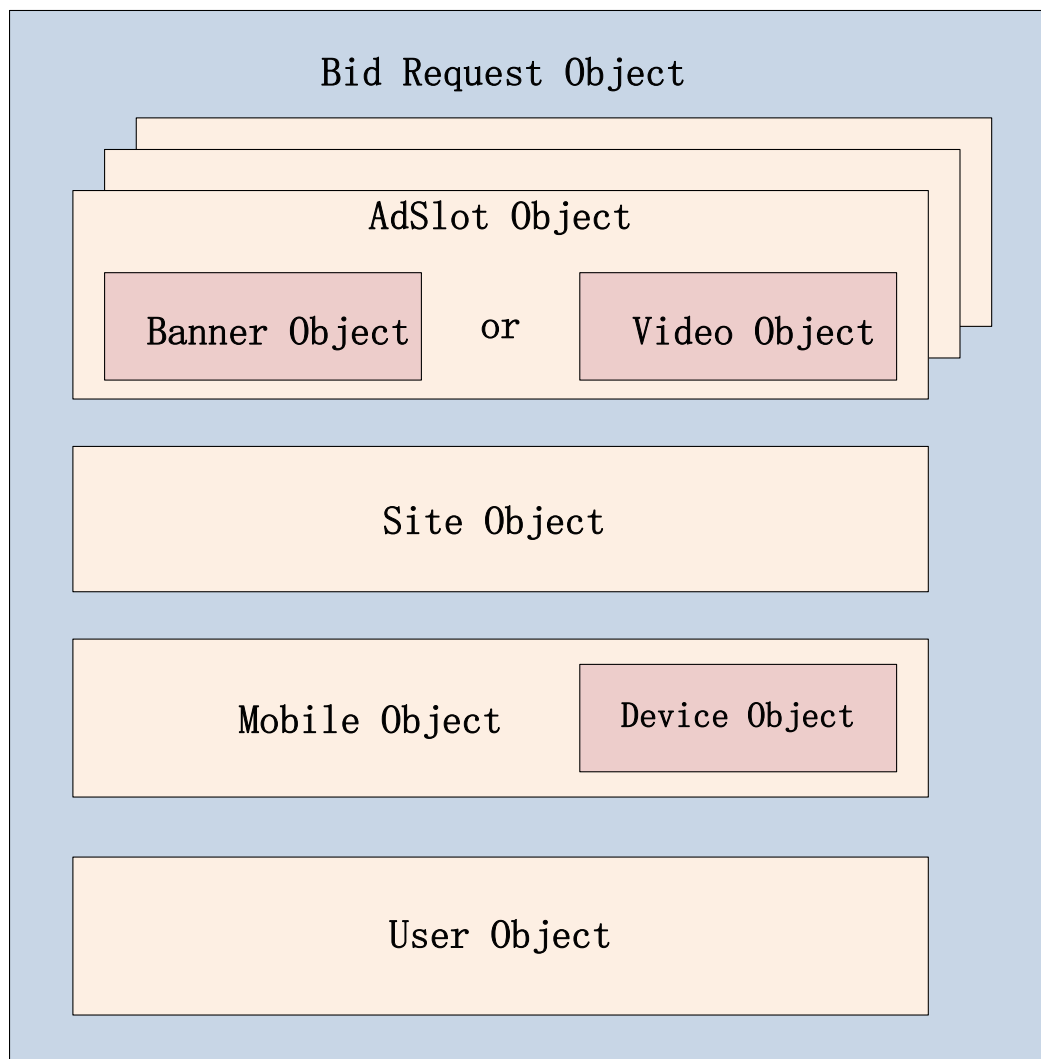 Bid Request Object
AdSlot Object
Banner Object
or
Video Object
Site Object
Mobile Object
Device Object
User Object